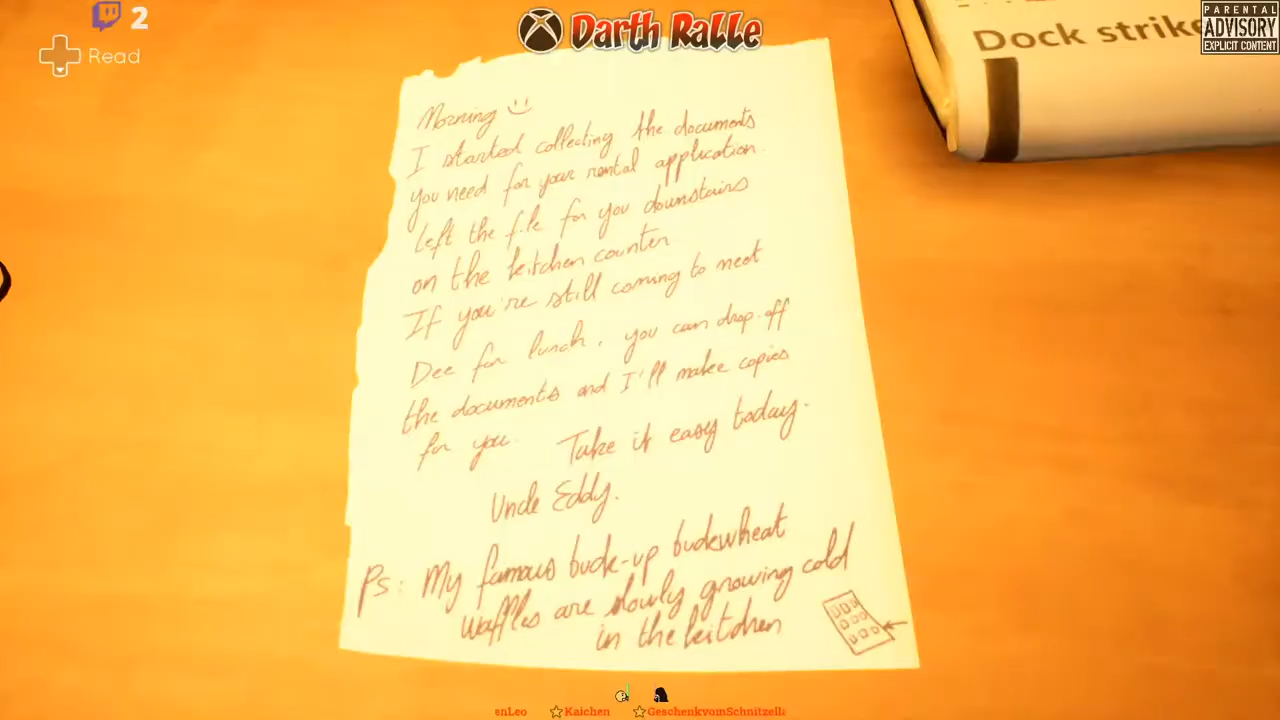 2
Read
Darth Ralle
PARENTAL
ADVISORY
EXPLICIT CONTENT
Dock strike
Morning
I started collecting the documents
you need for your rental application.
Left the file for you downstairs
on the kitchen counter
If you're still coming to meet
Dee for lunch, you can drop off
the documents and I'll make copies
for you. Take it easy today.
Uncle Eddy.
Ps: My famous buck-up buckwheat
waffles are slowly growing cold
in the kitchen
enLeo
Kaichen
GeschenkvomSchnitzella